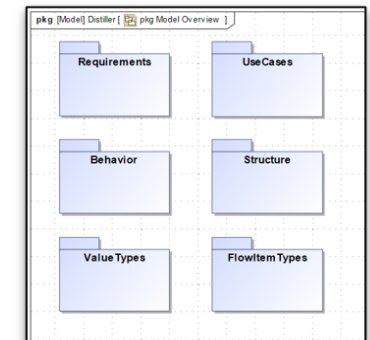 pkg [Model] Distiller [ pkg Model Overview ]
Requirements
UseCases
Behavior
Structure
ValueTypes
FlowItemTypes